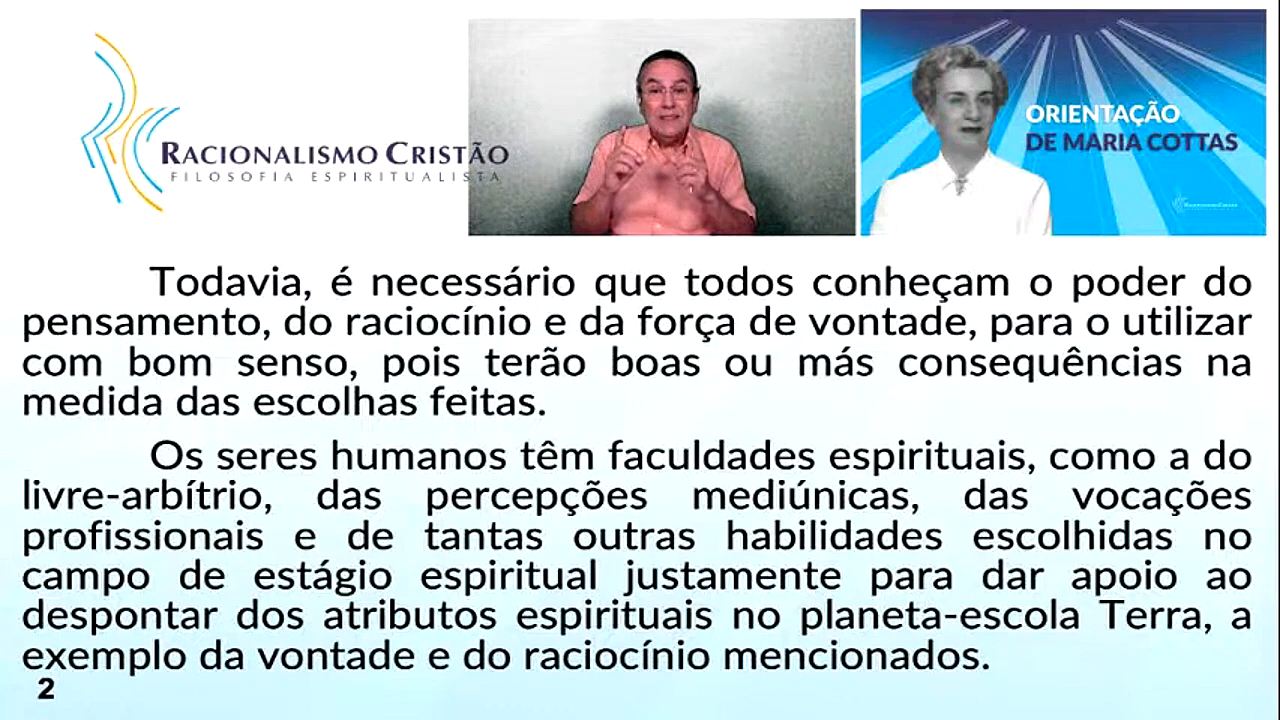 RACIONALISMO CRISTÃO
FILOSOFIA ESPIRITUALISTA
ORIENTAÇÃO
DE MARIA COTTAS
Todavia, é necessário que todos conheçam o poder do
pensamento, do raciocínio e da força de vontade, para o utilizar
com bom senso, pois terão boas ou más consequências na
medida das escolhas feitas.
Os seres humanos têm faculdades espirituais, como a do
livre-arbítrio, das percepções mediúnicas, das vocações
profissionais e de tantas outras habilidades escolhidas no
campo de estágio espiritual justamente para dar apoio ao
despontar dos atributos espirituais no planeta-escola Terra, a
exemplo da vontade e do raciocínio mencionados.
2